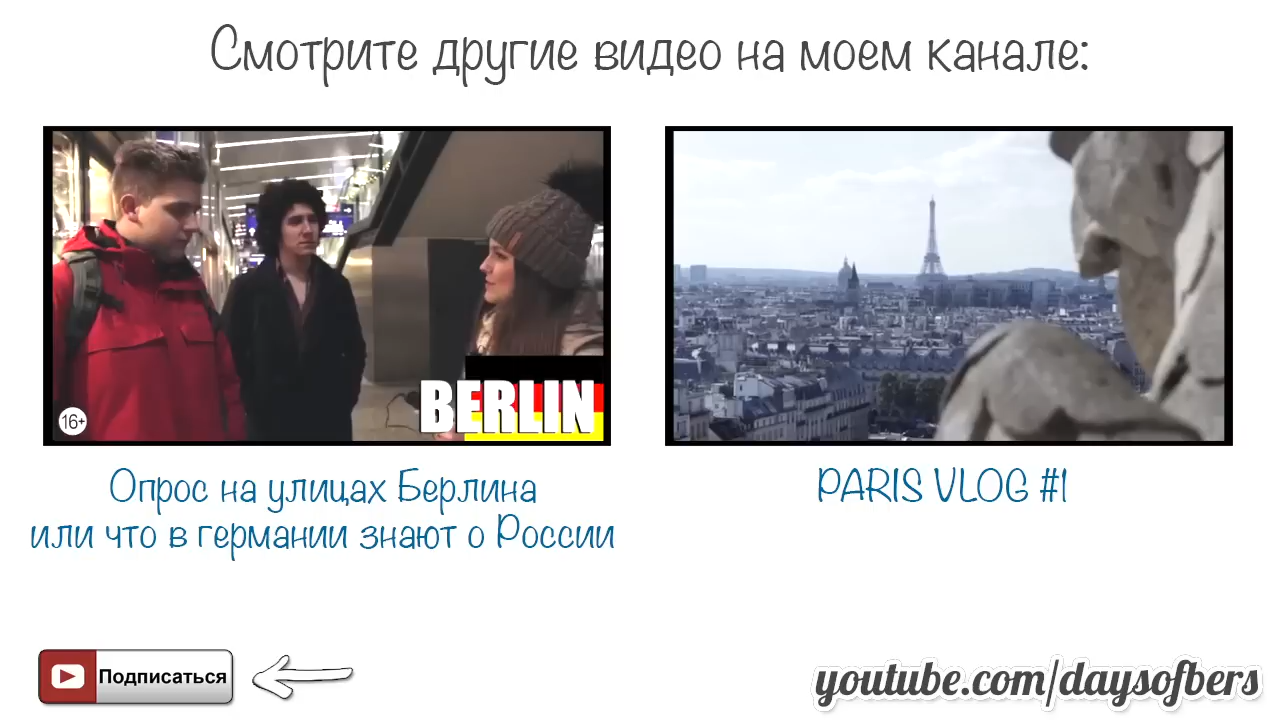 Смотрите другие видео на моем канале:
16+
BERLIN
Опрос на улицах Берлина
или что в германии знают о России
PARIS VLOG #1
Подписаться
youtube.com/daysofbers